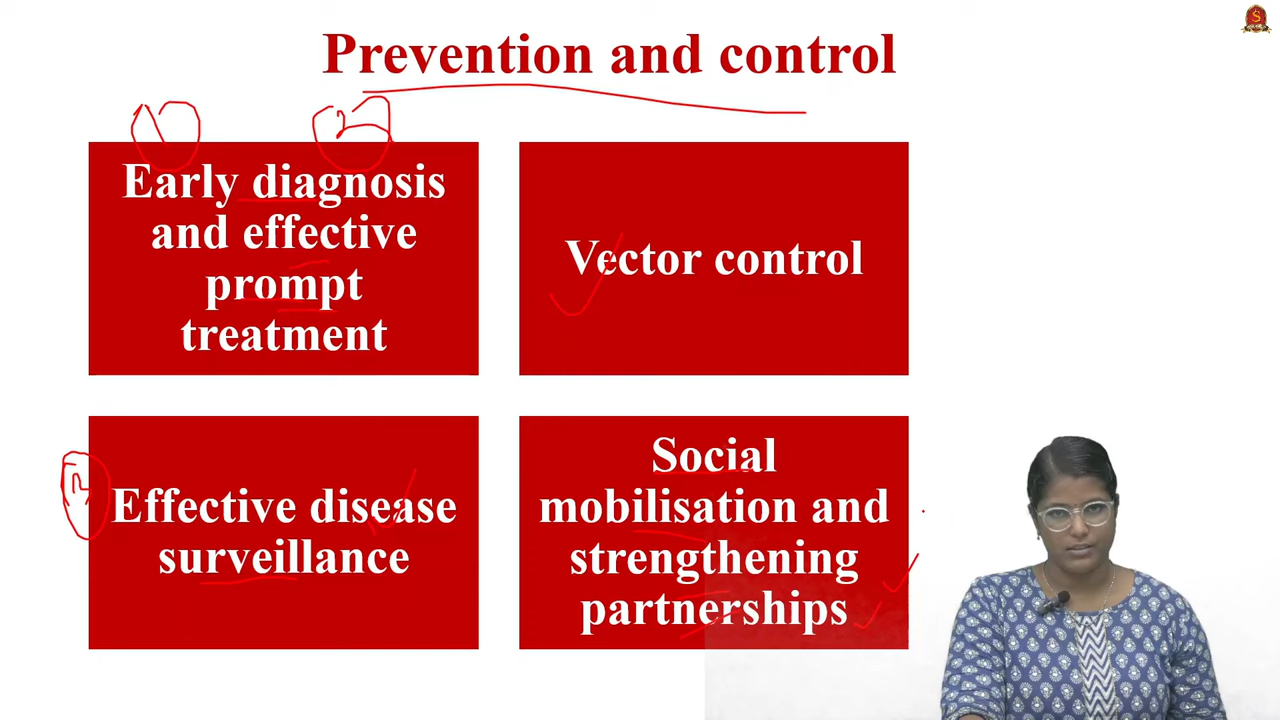 Prevention and control
Early diagnosis
and effective
prompt
treatment
Vector control
Effective disease
surveillance
Social
mobilisation and
strengthening
partnerships